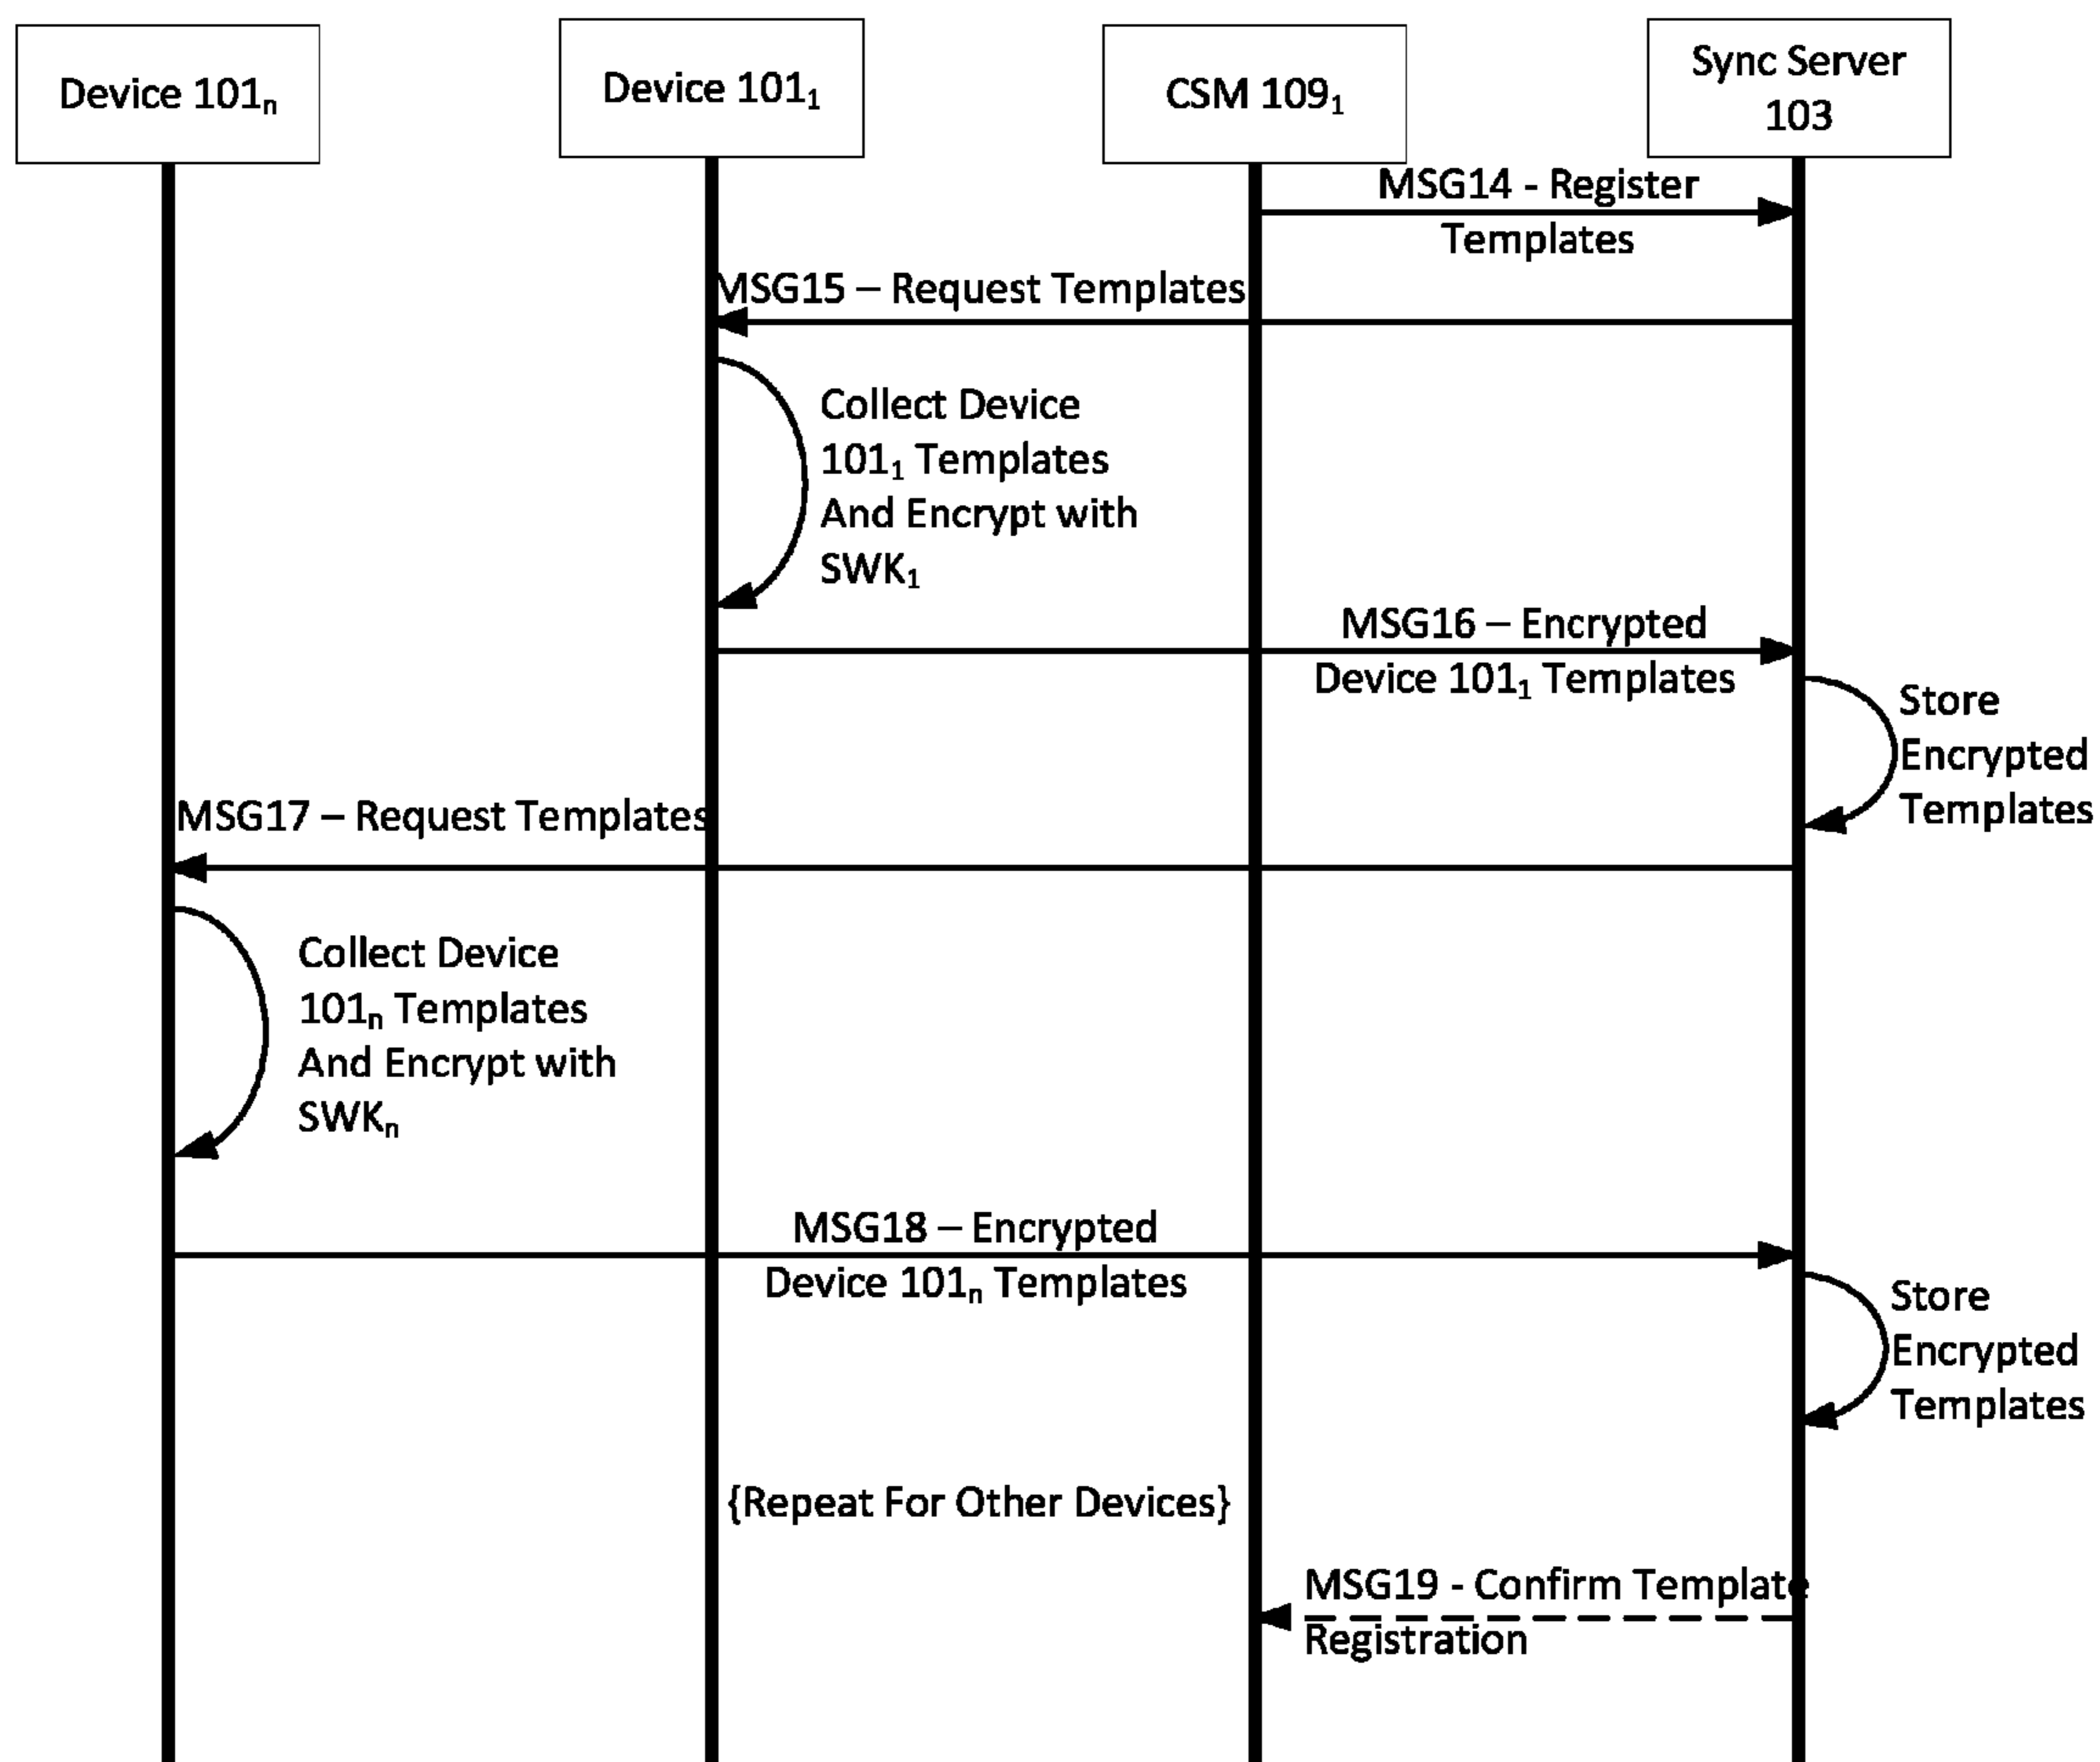 Device 101n
Device 1011
CSM 1091
Sync Server
103
MSG14 - Register
Templates
MSG15 – Request Templates
Collect Device
1011 Templates
And Encrypt with
SWK1
MSG16 – Encrypted
Device 1011 Templates
Store
Encrypted
Templates
MSG17 – Request Templates
Collect Device
101n Templates
And Encrypt with
SWKn
MSG18 – Encrypted
Device 101n Templates
Store
Encrypted
Templates
{Repeat For Other Devices}
MSG19 - Confirm Template
Registration